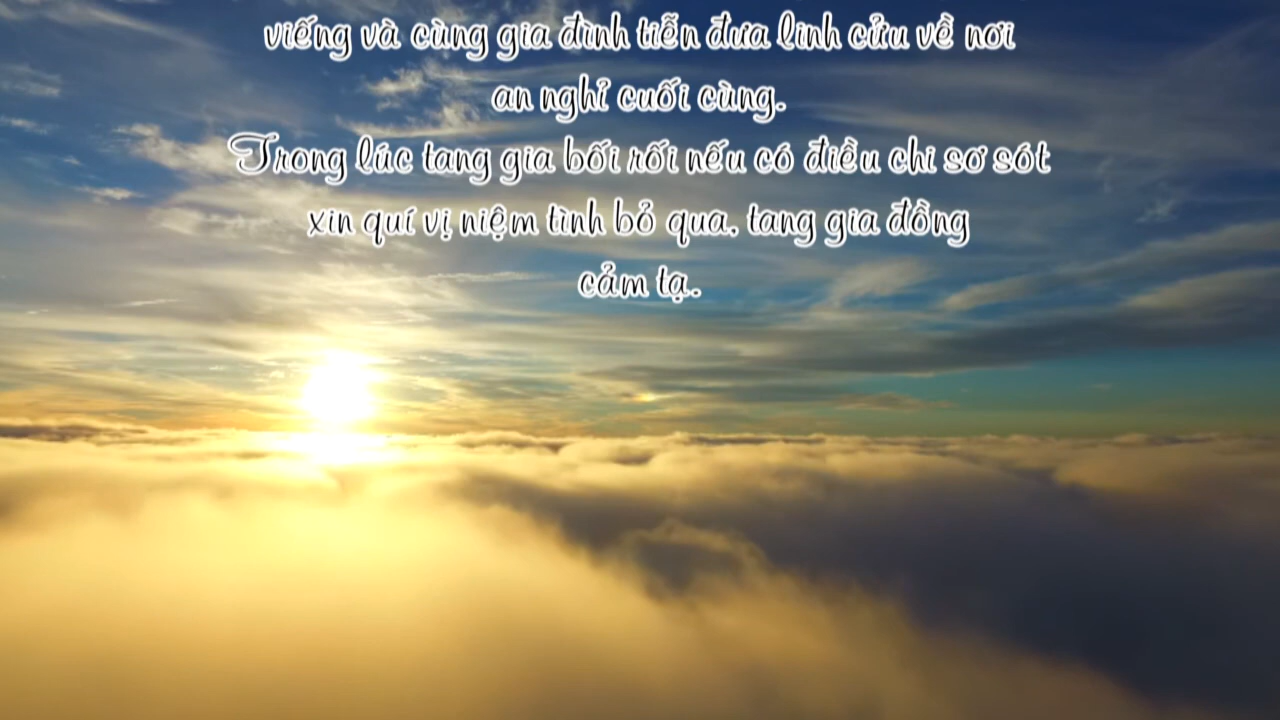 viếng và cùng gia đình tiễn đưa linh cửu về nơi
an nghỉ cuối cùng.
Trong lúc tang gia bối rối nếu có điều chi sơ sót
xin quí vị niệm tình bỏ qua. tang gia đồng
cảm tạ.